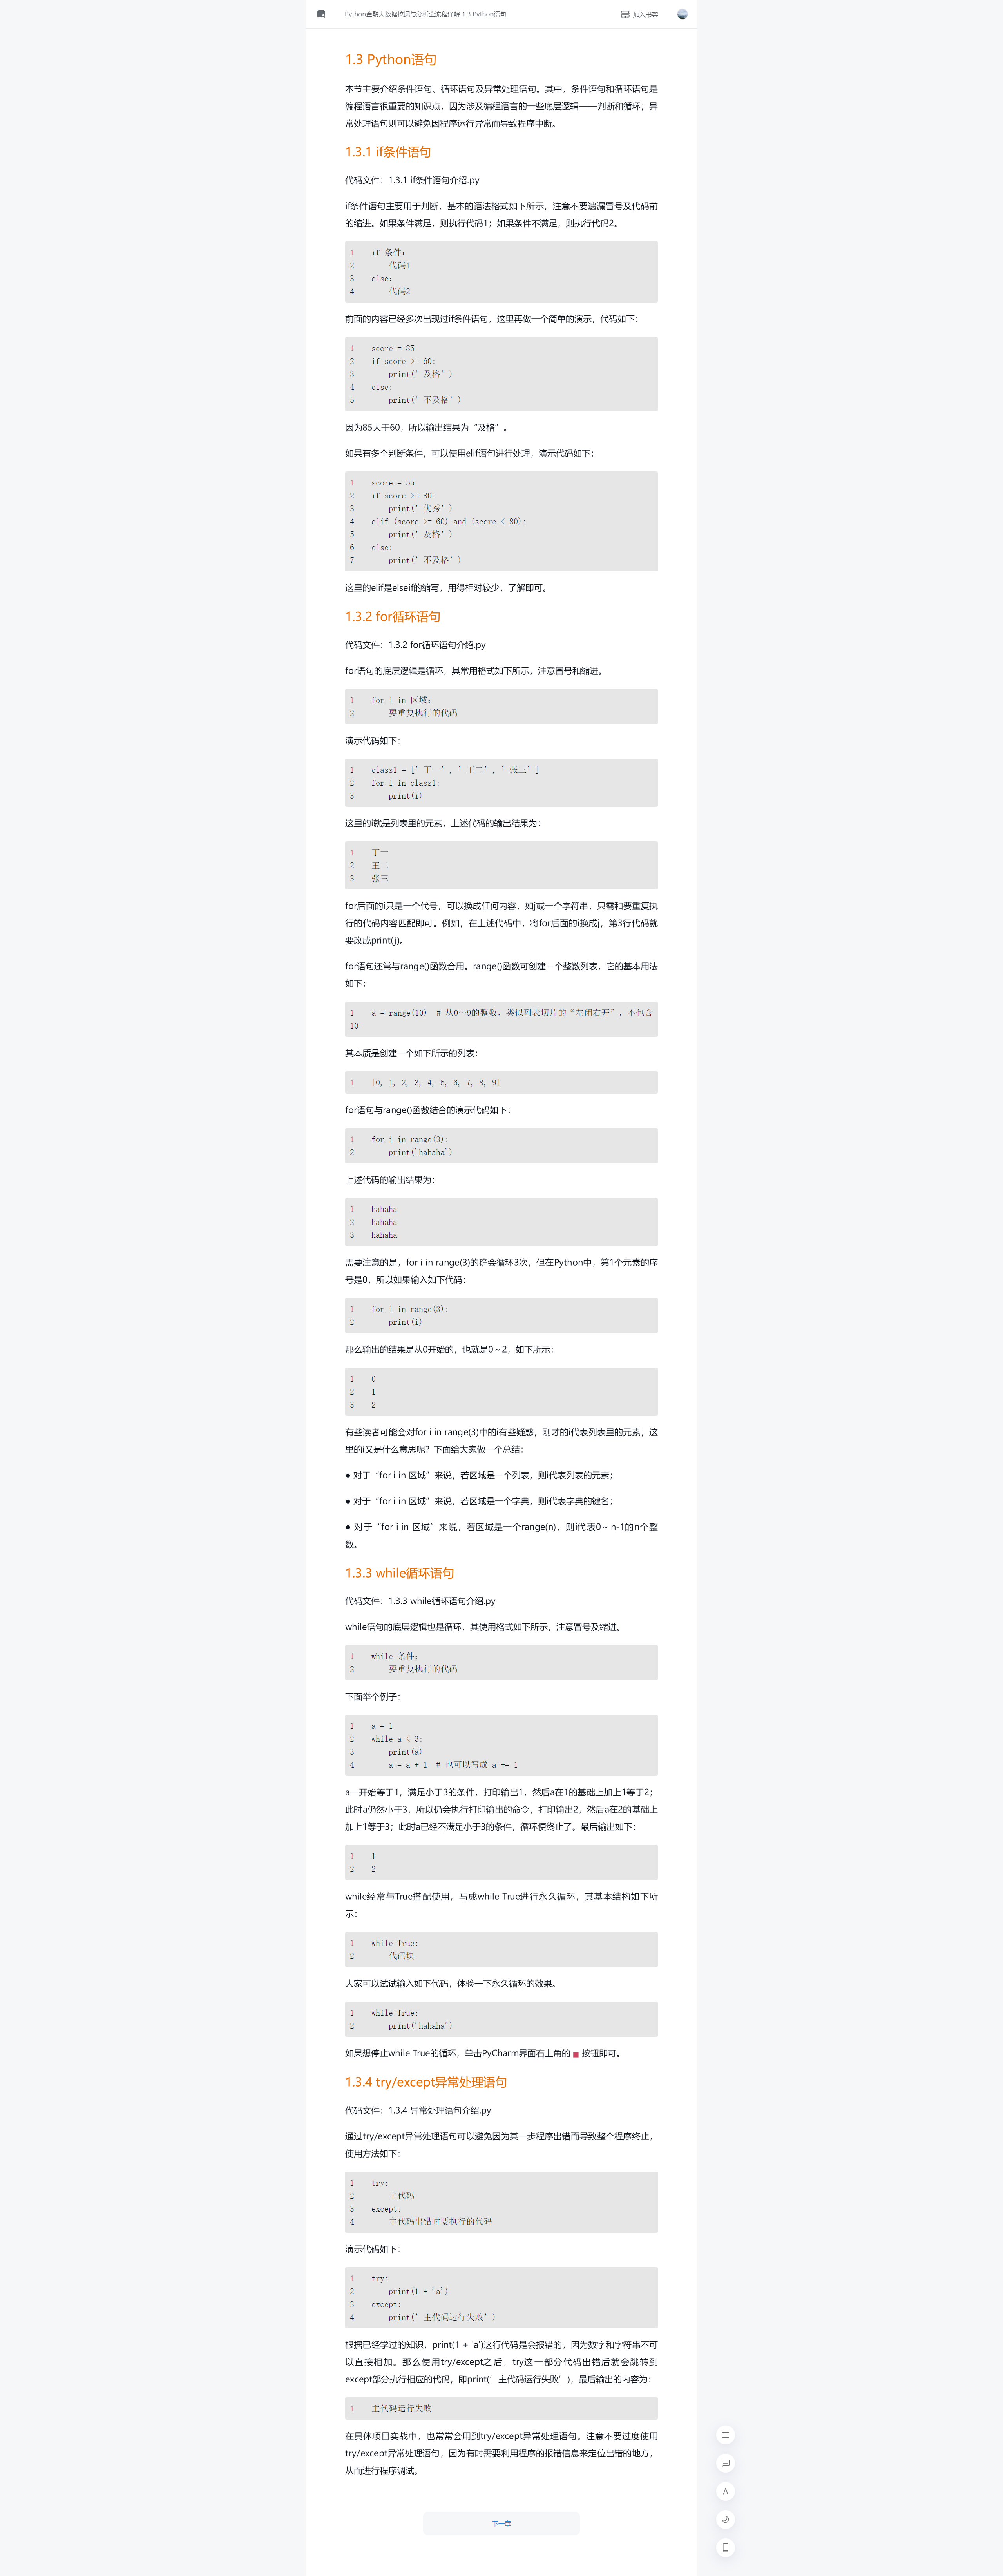 Python金融大数据挖掘与分析全流程详解 1.3 Python语句
加入书架
1.3 Python语句
本节主要介绍条件语句、循环语句及异常处理语句。其中，条件语句和循环语句是
编程语言很重要的知识点，因为涉及编程语言的一些底层逻辑——判断和循环；异
常处理语句则可以避免因程序运行异常而导致程序中断。
1.3.1 if条件语句
代码文件：1.3.1 if条件语句介绍.py
if条件语句主要用于判断，基本的语法格式如下所示，注意不要遗漏冒号及代码前
的缩进。如果条件满足，则执行代码1；如果条件不满足，则执行代码2。
1    if 条件：
2        代码1
3    else：
4        代码2
前面的内容已经多次出现过if条件语句，这里再做一个简单的演示，代码如下：
1    score = 85
2    if score >= 60:
3        print(’及格’)
4    else:
5        print(’不及格’)
因为85大于60，所以输出结果为“及格”。
如果有多个判断条件，可以使用elif语句进行处理，演示代码如下：
1    score = 55
2    if score >= 80:
3        print(’优秀’)
4    elif (score >= 60) and (score < 80):
5        print(’及格’)
6    else:
7        print(’不及格’)
这里的elif是elseif的缩写，用得相对较少，了解即可。
1.3.2 for循环语句
代码文件：1.3.2 for循环语句介绍.py
for语句的底层逻辑是循环，其常用格式如下所示，注意冒号和缩进。
1    for i in 区域：
2        要重复执行的代码
演示代码如下：
1    class1 = [’丁一’, ’王二’, ’张三’]
2    for i in class1:
3        print(i)
这里的i就是列表里的元素，上述代码的输出结果为：
1    丁一
2    王二
3    张三
for后面的i只是一个代号，可以换成任何内容，如j或一个字符串，只需和要重复执
行的代码内容匹配即可。例如，在上述代码中，将for后面的i换成j，第3行代码就
要改成print(j)。
for语句还常与range()函数合用。range()函数可创建一个整数列表，它的基本用法
如下：
1    a = range(10)  # 从0～9的整数，类似列表切片的“左闭右开”，不包含
10
其本质是创建一个如下所示的列表：
1    [0, 1, 2, 3, 4, 5, 6, 7, 8, 9]
for语句与range()函数结合的演示代码如下：
1    for i in range(3):
2        print('hahaha')
上述代码的输出结果为：
1    hahaha
2    hahaha
3    hahaha
需要注意的是，for i in range(3)的确会循环3次，但在Python中，第1个元素的序
号是0，所以如果输入如下代码：
1    for i in range(3):
2        print(i)
那么输出的结果是从0开始的，也就是0～2，如下所示：
1    0
2    1
3    2
有些读者可能会对for i in range(3)中的i有些疑惑，刚才的i代表列表里的元素，这
里的i又是什么意思呢？下面给大家做一个总结：
● 对于“for i in 区域”来说，若区域是一个列表，则i代表列表的元素；
● 对于“for i in 区域”来说，若区域是一个字典，则i代表字典的键名；
● 对于“for i in 区域”来说，若区域是一个range(n)，则i代表0～n-1的n个整
数。
1.3.3 while循环语句
代码文件：1.3.3 while循环语句介绍.py
while语句的底层逻辑也是循环，其使用格式如下所示，注意冒号及缩进。
1    while 条件：
2        要重复执行的代码
下面举个例子：
1    a = 1
2    while a < 3:
3        print(a)
4        a = a + 1  # 也可以写成 a += 1
a一开始等于1，满足小于3的条件，打印输出1，然后a在1的基础上加上1等于2；
此时a仍然小于3，所以仍会执行打印输出的命令，打印输出2，然后a在2的基础上
加上1等于3；此时a已经不满足小于3的条件，循环便终止了。最后输出如下：
1    1
2    2
while经常与True搭配使用，写成while True进行永久循环，其基本结构如下所
示：
1    while True:
2        代码块
大家可以试试输入如下代码，体验一下永久循环的效果。
1    while True:
2        print('hahaha')
如果想停止while True的循环，单击PyCharm界面右上角的 按钮即可。
1.3.4 try/except异常处理语句
代码文件：1.3.4 异常处理语句介绍.py
通过try/except异常处理语句可以避免因为某一步程序出错而导致整个程序终止，
使用方法如下：
1    try:
2        主代码
3    except:
4        主代码出错时要执行的代码
演示代码如下：
1    try:
2        print(1 + 'a')
3    except:
4        print(’主代码运行失败’)
根据已经学过的知识，print(1 + 'a')这行代码是会报错的，因为数字和字符串不可
以直接相加。那么使用try/except之后，try这一部分代码出错后就会跳转到
except部分执行相应的代码，即print(’主代码运行失败’)，最后输出的内容为：
1    主代码运行失败
在具体项目实战中，也常常会用到try/except异常处理语句。注意不要过度使用
try/except异常处理语句，因为有时需要利用程序的报错信息来定位出错的地方，
从而进行程序调试。
下一章
A